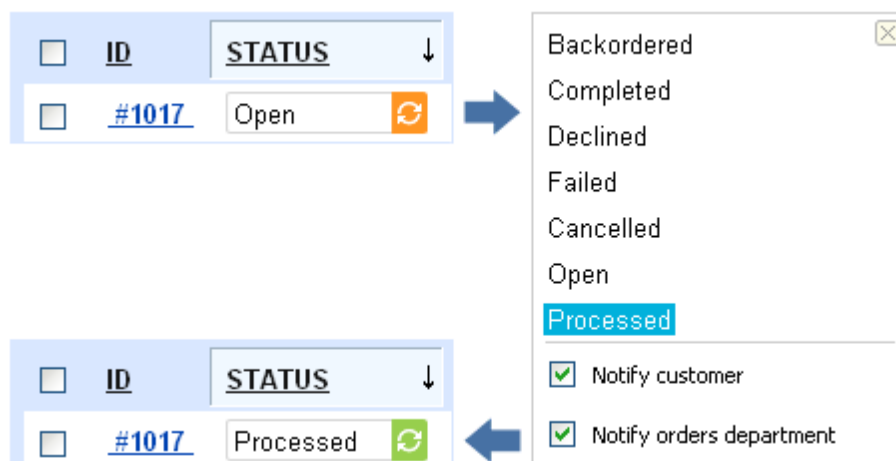 ID STATUS
#1017 Open
Backordered
Completed
Declined
Failed
Cancelled
Open
Processed
Notify customer
Notify orders department
ID STATUS
#1017 Processed